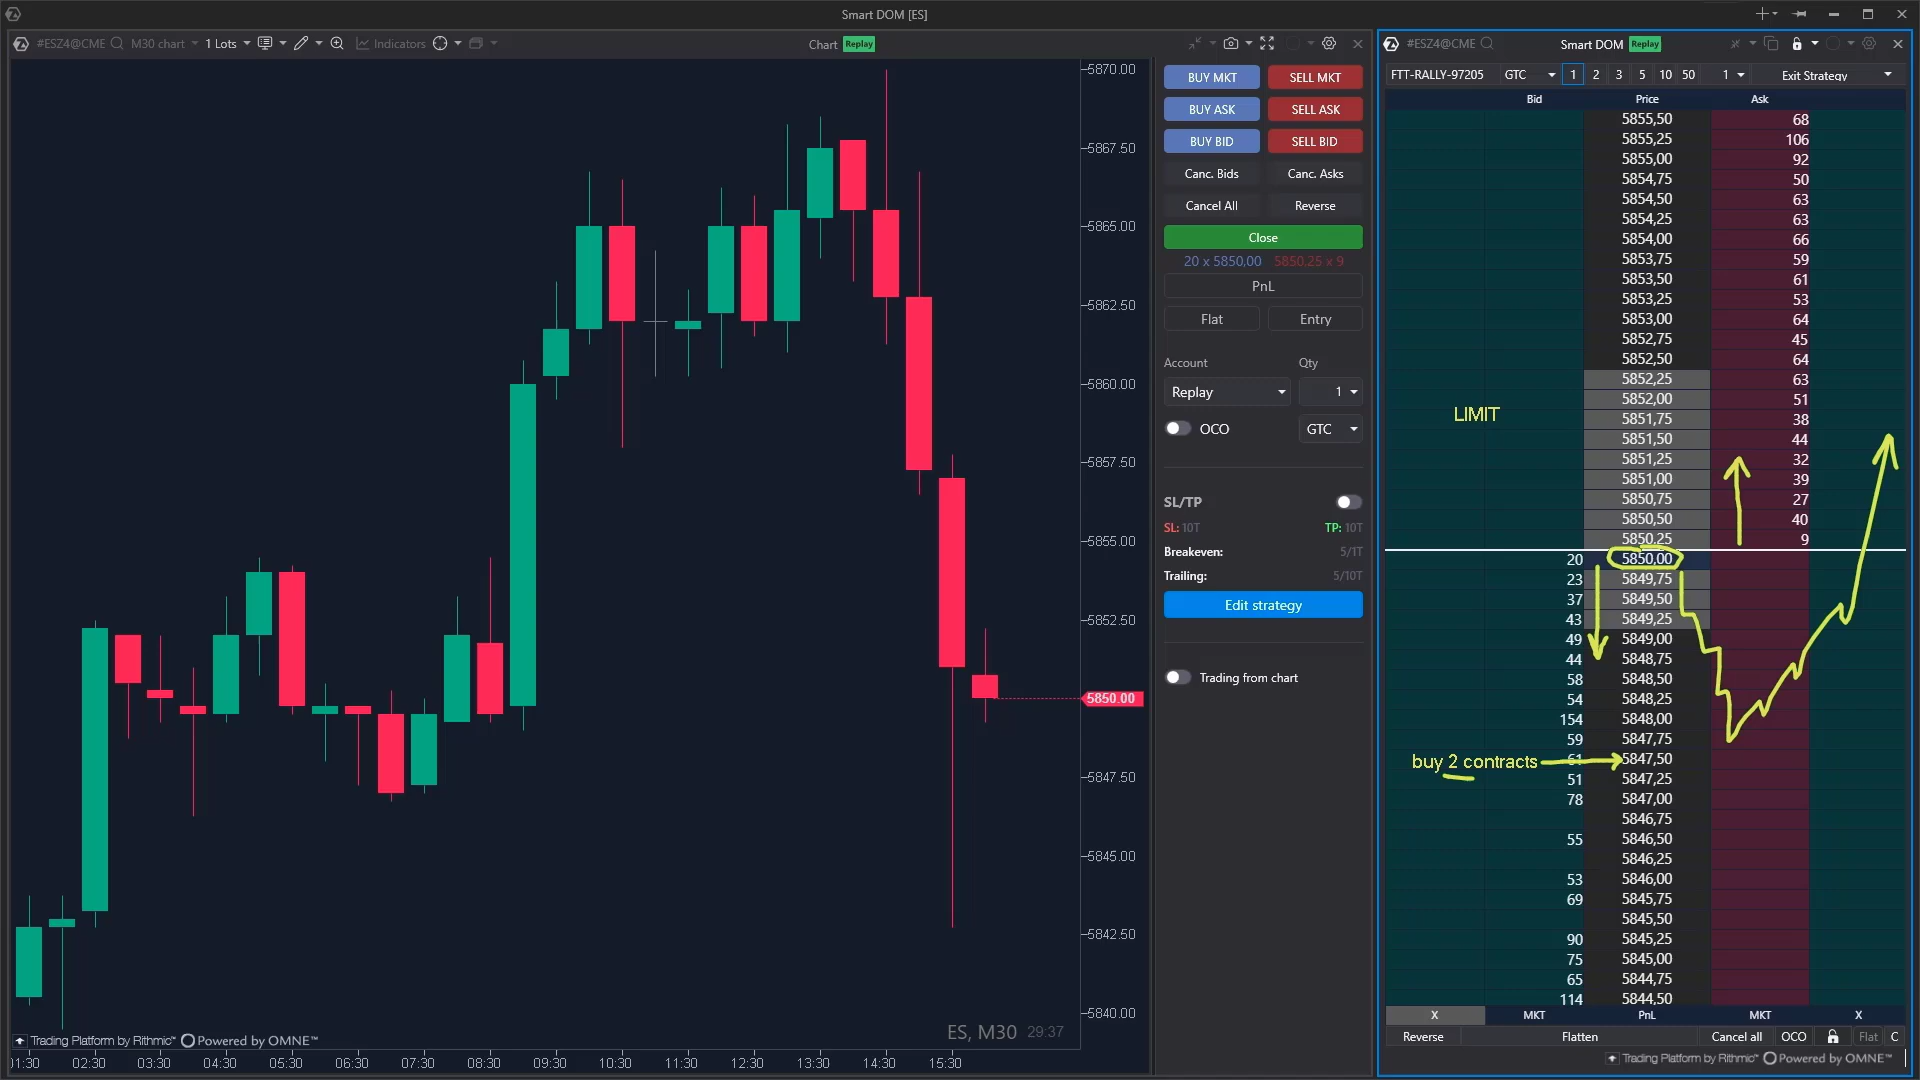 Smart DOM [ES]
#ESZ4@CME M30 chart 1 Lots Indicators Chart Replay
5870.00
5867.50
5865.00
5862.50
5860.00
5857.50
5855.00
5852.50
5850.00
5847.50
5845.00
5842.50
5840.00
ES, M30 29:37
Trading Platform by Rithmic™ Powered by OMNE™
01:30 02:30 03:30 04:30 05:30 06:30 07:30 08:30 09:30 10:30 11:30 12:30 13:30 14:30 15:30
BUY MKT SELL MKT
BUY ASK SELL ASK
BUY BID SELL BID
Canc. Bids Canc. Asks
Cancel All Reverse
Close
20 x 5850,00 5850.25 x 9
PnL
Flat Entry
Account Qty
Replay 1
OCO GTC
SL/TP
SL: 10T TP: 10T
Breakeven: 5/1T
Trailing: 5/10T
Edit strategy
Trading from chart
#ESZ4@CME Smart DOM Replay
FTT-RALLY-97205 GTC 1 2 3 5 10 50 1 Exit Strategy
Bid Price Ask
5855,50 68
5855,25 106
5855,00 92
5854,75 50
5854,50 63
5854,25 63
5854,00 66
5853,75 59
5853,50 61
5853,25 53
5853,00 64
5852,75 45
5852,50 64
5852,25 63
5852,00 51
LIMIT
5851,75 38
5851,50 44
5851,25 32
5851,00 39
5850,75 27
5850,50 40
5850,25 9
20 5850,00
23 5849,75
37 5849,50
43 5849,25
49 5849,00
44 5848,75
58 5848,50
54 5848,25
154 5848,00
59 5847,75
buy 2 contracts 61 5847,50
51 5847,25
78 5847,00
5846,75
55 5846,50
5846,25
53 5846,00
69 5845,75
5845,50
90 5845,25
75 5845,00
65 5844,75
114 5844,50
X MKT PnL MKT X
Reverse Flatten Cancel all OCO Flat C
Trading Platform by Rithmic™ Powered by OMNE™